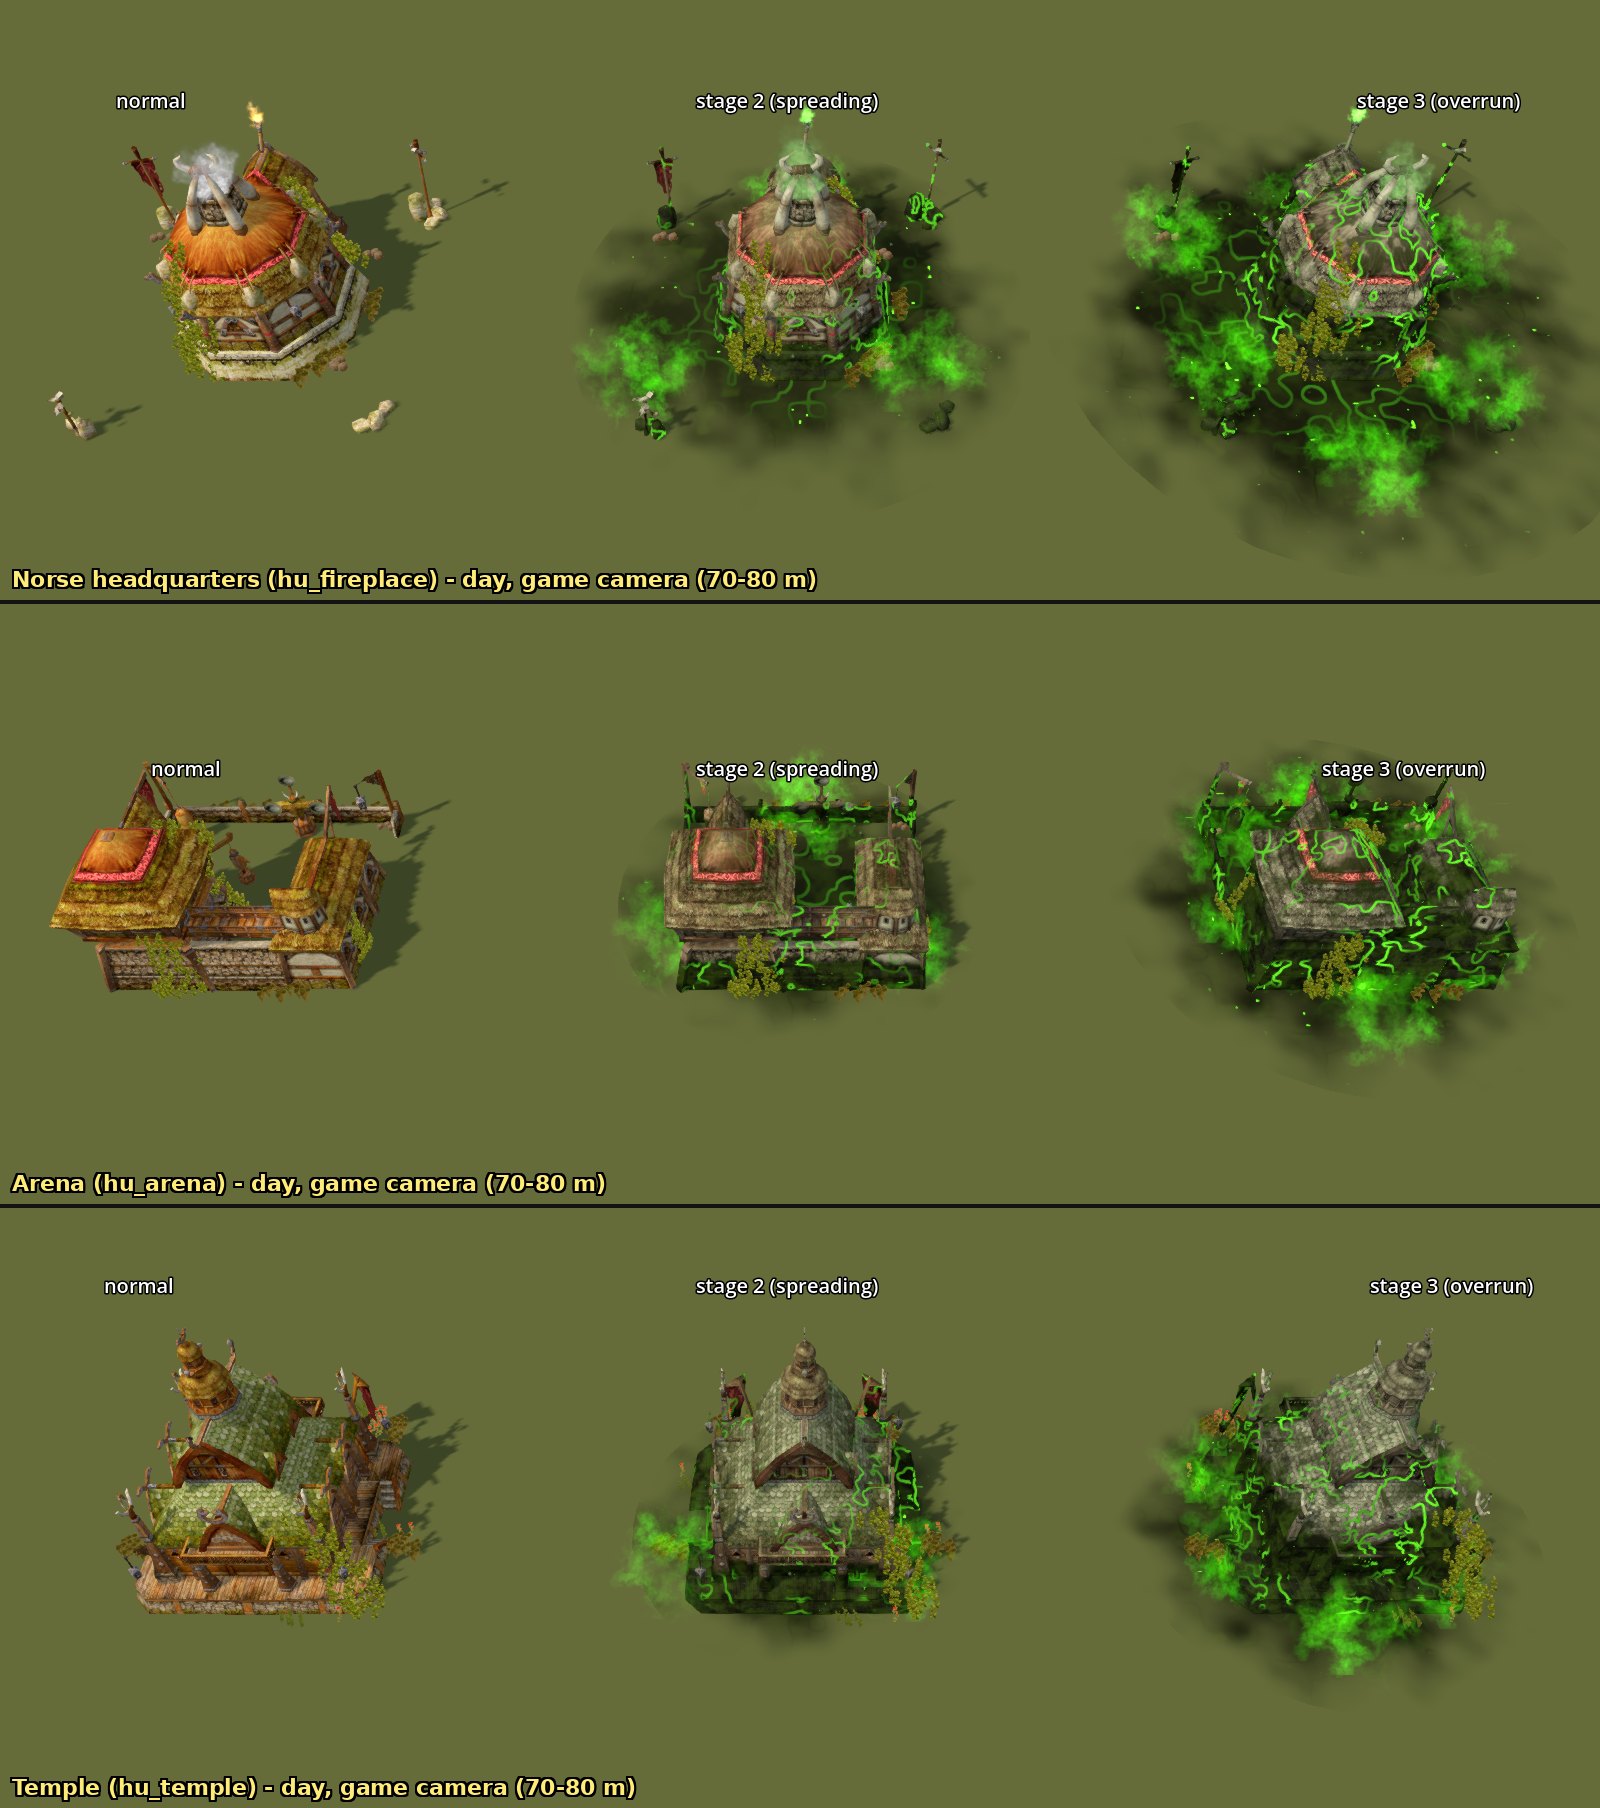 normal
stage 2 (spreading)
stage 3 (overrun)
Norse headquarters (hu_fireplace) - day, game camera (70-80 m)
normal
stage 2 (spreading)
stage 3 (overrun)
Arena (hu_arena) - day, game camera (70-80 m)
normal
stage 2 (spreading)
stage 3 (overrun)
Temple (hu_temple) - day, game camera (70-80 m)